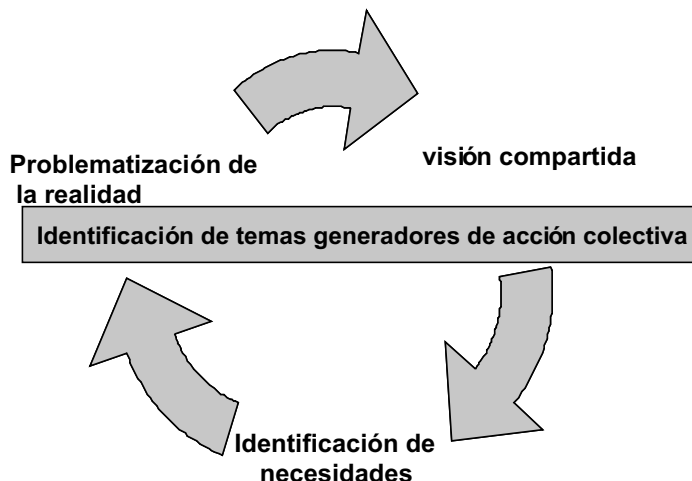 Problematización de
la realidad
visión compartida
Identificación de temas generadores de acción colectiva
Identificación de
necesidades